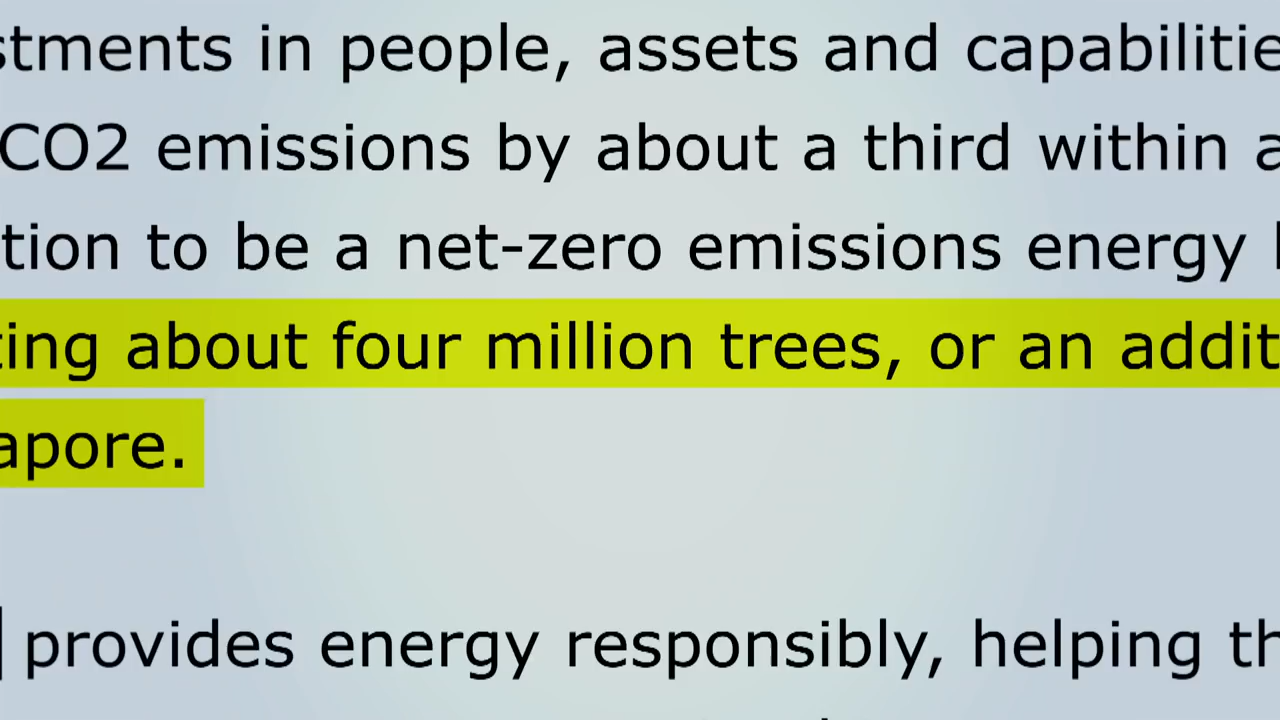 stments in people, assets and capabilitie
CO2 emissions by about a third within a
tion to be a net-zero emissions energy
ting about four million trees, or an addit
apore.
provides energy responsibly, helping th